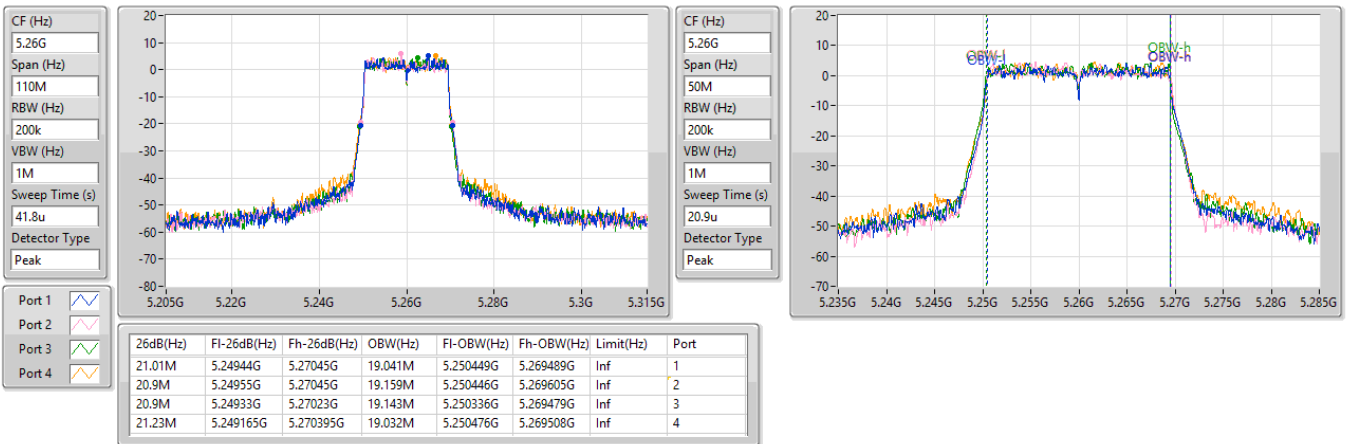 CF (Hz)
5.26G
Span (Hz)
110M
RBW (Hz)
200k
VBW (Hz)
1M
Sweep Time (s)
41.8u
Detector Type
Peak
20
10
0
-10
-20
-30
-40
-50
-60
-70
-80
5.205G 5.22G 5.24G 5.26G 5.28G 5.3G 5.315G
CF (Hz)
5.26G
Span (Hz)
50M
RBW (Hz)
200k
VBW (Hz)
1M
Sweep Time (s)
20.9u
Detector Type
Peak
20
10
0
-10
-20
-30
-40
-50
-60
-70
OBW-l
OBW-h
OBW-h
5.235G 5.24G 5.245G 5.25G 5.255G 5.26G 5.265G 5.27G 5.275G 5.28G 5.285G
Port 1
Port 2
Port 3
Port 4
26dB(Hz) Fl-26dB(Hz) Fh-26dB(Hz) OBW(Hz) Fl-OBW(Hz) Fh-OBW(Hz) Limit(Hz) Port
21.01M 5.24944G 5.27045G 19.041M 5.250449G 5.269489G Inf 1
20.9M 5.24955G 5.27045G 19.159M 5.250446G 5.269605G Inf 2
20.9M 5.24933G 5.27023G 19.143M 5.250336G 5.269479G Inf 3
21.23M 5.249165G 5.270395G 19.032M 5.250476G 5.269508G Inf 4